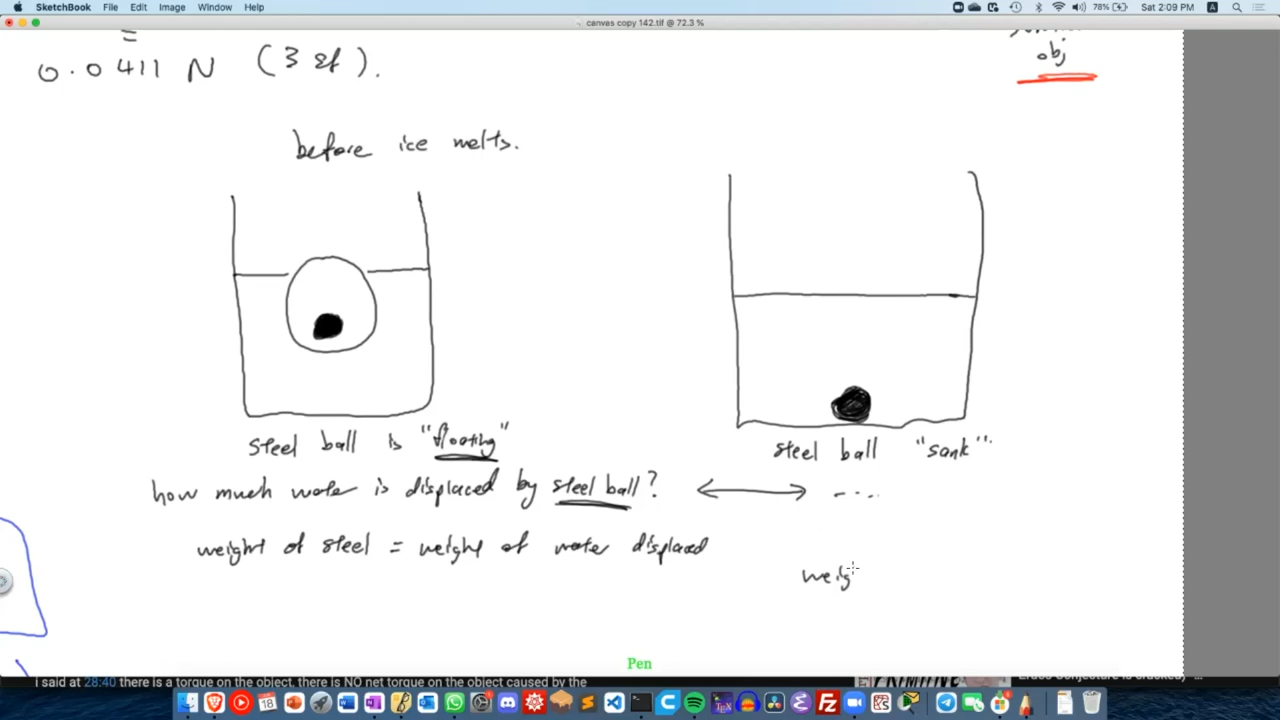 SketchBook File Edit Image Window Help
78% Sat 2:09 PM
canvas copy 142.tif @ 72.3 %
=
0.0411 N (3 sf).
obj
before ice melts.
steel ball is "floating"
steel ball "sank".
how much water is displaced by steel ball? ....
weight of steel = weight of water displaced
weig
Pen
i said at 28:40 there is a torque on the object, there is NO net torque on the object caused by the